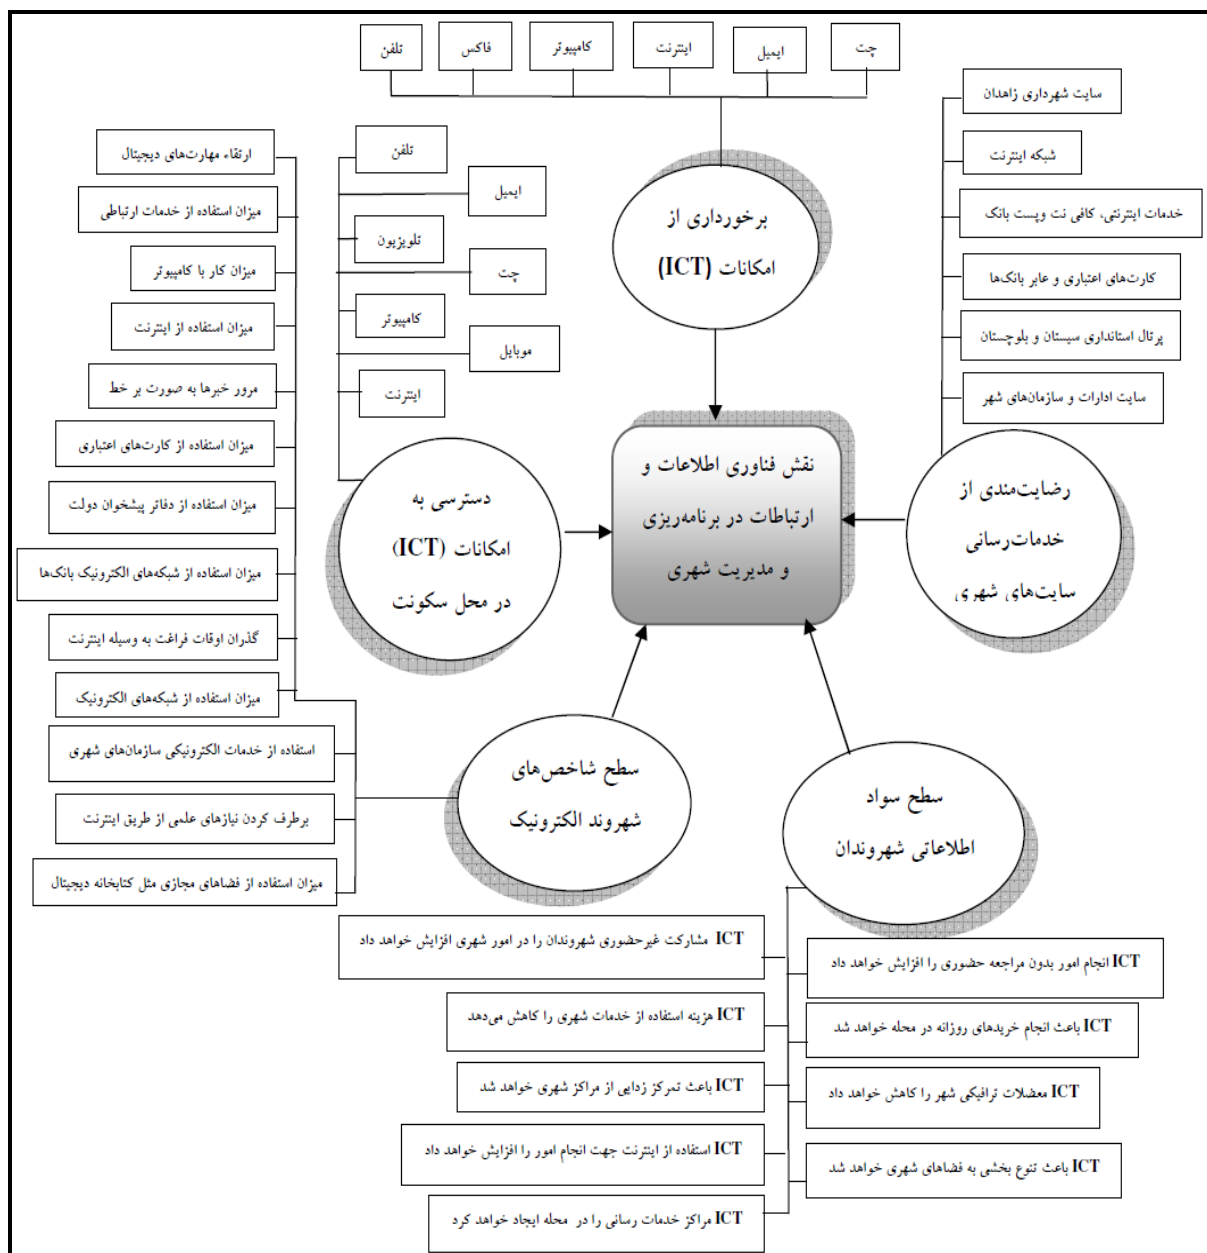 چت
ایمیل
اینترنت
کامپیوتر
فاکس
تلفن
برخورداری از
امکانات (ICT)
سایت شهرداری زاهدان
شبکه اینترنت
خدمات اینترنتی، کافی نت وپست بانک
کارت‌های اعتباری و عابر بانک‌ها
پرتال استانداری سیستان و بلوچستان
سایت ادارات و سازمان‌های شهر
رضایت‌مندی از
خدمات‌رسانی
سایت‌های شهری
نقش فناوری اطلاعات و
ارتباطات در برنامه‌ریزی
و مدیریت شهری
تلفن
ایمیل
تلویزیون
چت
کامپیوتر
موبایل
اینترنت
دسترسی به
امکانات (ICT)
در محل سکونت
ارتقاء مهارت‌های دیجیتال
میزان استفاده از خدمات ارتباطی
میزان کار با کامپیوتر
میزان استفاده از اینترنت
مرور خبرها به صورت بر خط
میزان استفاده از کارت‌های اعتباری
میزان استفاده از دفاتر پیشخوان دولت
میزان استفاده از شبکه‌های الکترونیک بانک‌ها
گذران اوقات فراغت به وسیله اینترنت
میزان استفاده از شبکه‌های الکترونیک
استفاده از خدمات الکترونیکی سازمان‌های شهری
برطرف کردن نیازهای علمی از طریق اینترنت
میزان استفاده از فضاهای مجازی مثل کتابخانه دیجیتال
سطح شاخص‌های
شهروند الکترونیک
سطح سواد
اطلاعاتی شهروندان
ICT انجام امور بدون مراجعه حضوری را افزایش خواهد داد
ICT باعث انجام خریدهای روزانه در محله خواهد شد
ICT معضلات ترافیکی شهر را کاهش خواهد داد
ICT باعث تنوع بخشی به فضاهای شهری خواهد شد
ICT مشارکت غیرحضوری شهروندان را در امور شهری افزایش خواهد داد
ICT هزینه استفاده از خدمات شهری را کاهش می‌دهد
ICT باعث تمرکز زدایی از مراکز شهری خواهد شد
ICT استفاده از اینترنت جهت انجام امور را افزایش خواهد داد
ICT مراکز خدمات رسانی را در محله ایجاد خواهد کرد